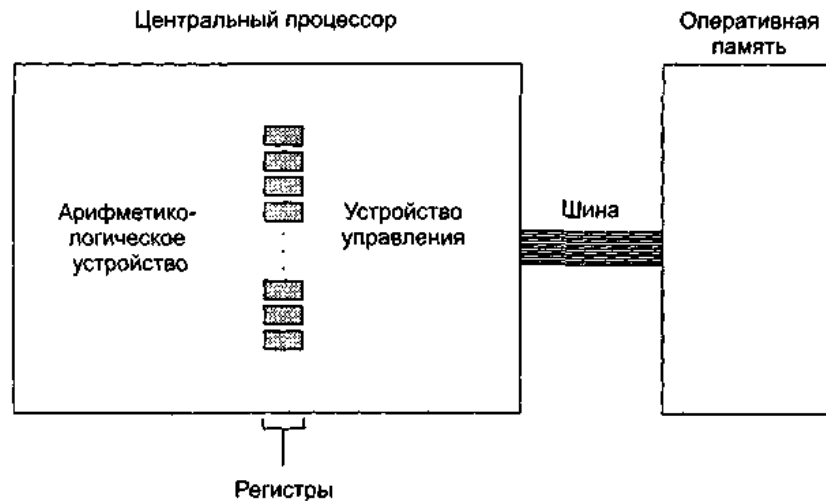 Центральный процессор
Оперативная
память
Арифметико-
логическое
устройство
Устройство
управления
Шина
Регистры